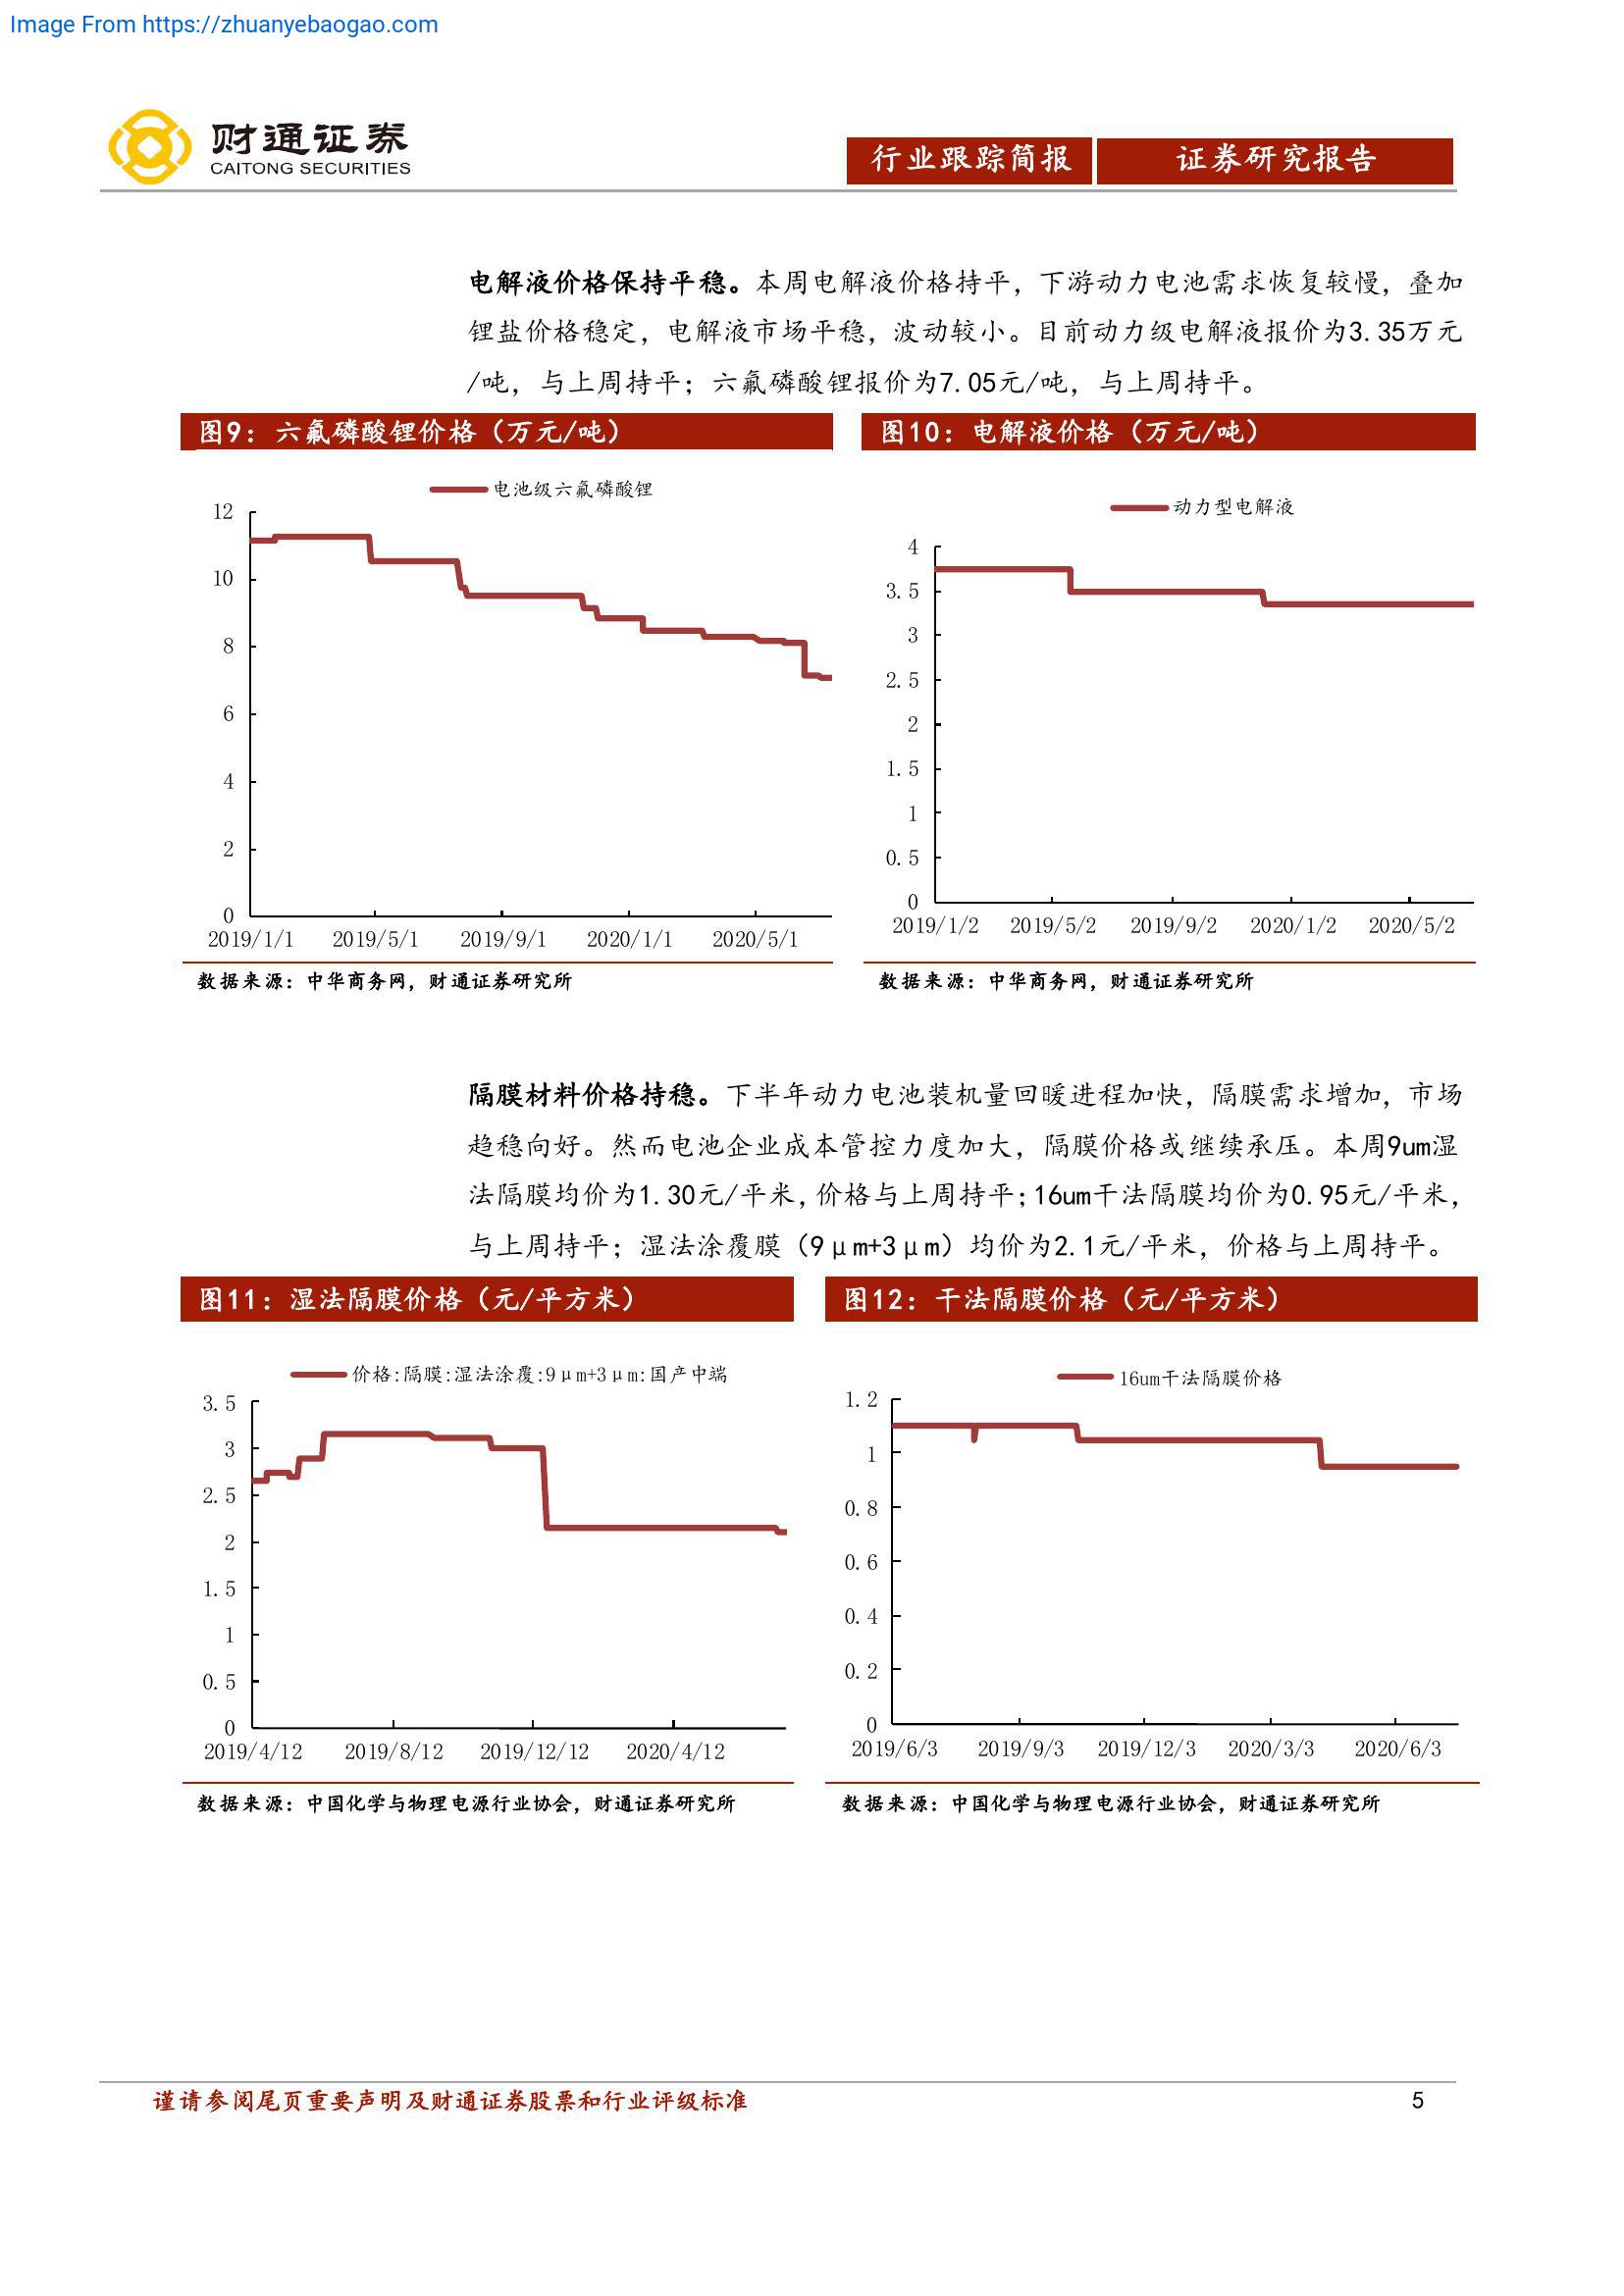 Image From https://zhuanyebaogao.com
财通证券
CAITONG SECURITIES
行业跟踪简报
证券研究报告
电解液价格保持平稳。本周电解液价格持平，下游动力电池需求恢复较慢，叠加
锂盐价格稳定，电解液市场平稳，波动较小。目前动力级电解液报价为3.35万元
/吨，与上周持平；六氟磷酸锂报价为7.05元/吨，与上周持平。
图9：六氟磷酸锂价格（万元/吨）
电池级六氟磷酸锂
12
10
8
6
4
2
0
2019/1/1 2019/5/1 2019/9/1 2020/1/1 2020/5/1
数据来源：中华商务网，财通证券研究所
图10：电解液价格（万元/吨）
动力型电解液
4
3.5
3
2.5
2
1.5
1
0.5
0
2019/1/2 2019/5/2 2019/9/2 2020/1/2 2020/5/2
数据来源：中华商务网，财通证券研究所
隔膜材料价格持稳。下半年动力电池装机量回暖进程加快，隔膜需求增加，市场
趋稳向好。然而电池企业成本管控力度加大，隔膜价格或继续承压。本周9um湿
法隔膜均价为1.30元/平米，价格与上周持平；16um干法隔膜均价为0.95元/平米，
与上周持平；湿法涂覆膜（9μm+3μm）均价为2.1元/平米，价格与上周持平。
图11：湿法隔膜价格（元/平方米）
价格:隔膜:湿法涂覆:9μm+3μm:国产中端
3.5
3
2.5
2
1.5
1
0.5
0
2019/4/12 2019/8/12 2019/12/12 2020/4/12
数据来源：中国化学与物理电源行业协会，财通证券研究所
图12：干法隔膜价格（元/平方米）
16um干法隔膜价格
1.2
1
0.8
0.6
0.4
0.2
0
2019/6/3 2019/9/3 2019/12/3 2020/3/3 2020/6/3
数据来源：中国化学与物理电源行业协会，财通证券研究所
谨请参阅尾页重要声明及财通证券股票和行业评级标准
5